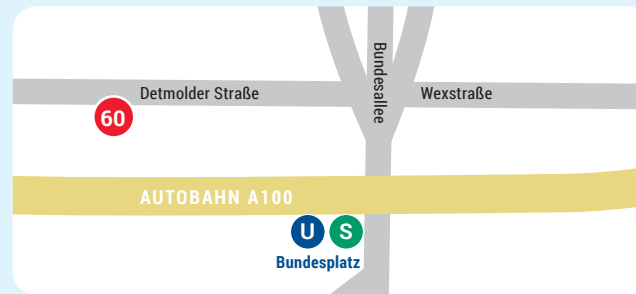 Bundesallee
Detmolder Straße
Wexstraße
60
AUTOBAHN A100
U S
Bundesplatz